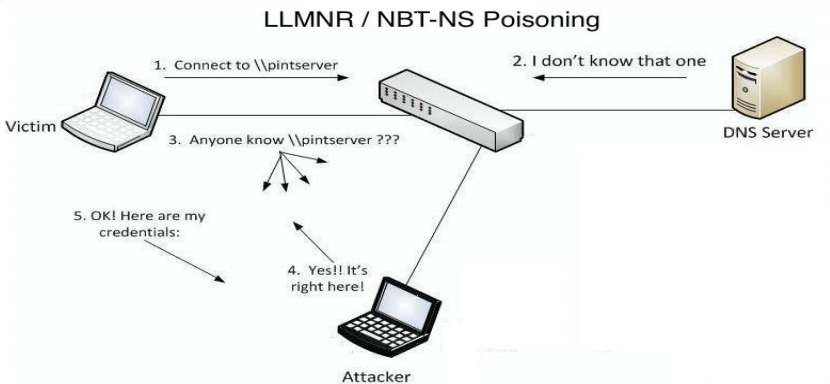 LLMNR / NBT-NS Poisoning
1. Connect to \\pintserver
2. I don't know that one
Victim
DNS Server
3. Anyone know \\pintserver ???
5. OK! Here are my
credentials:
4. Yes!! It's
right here!
Attacker